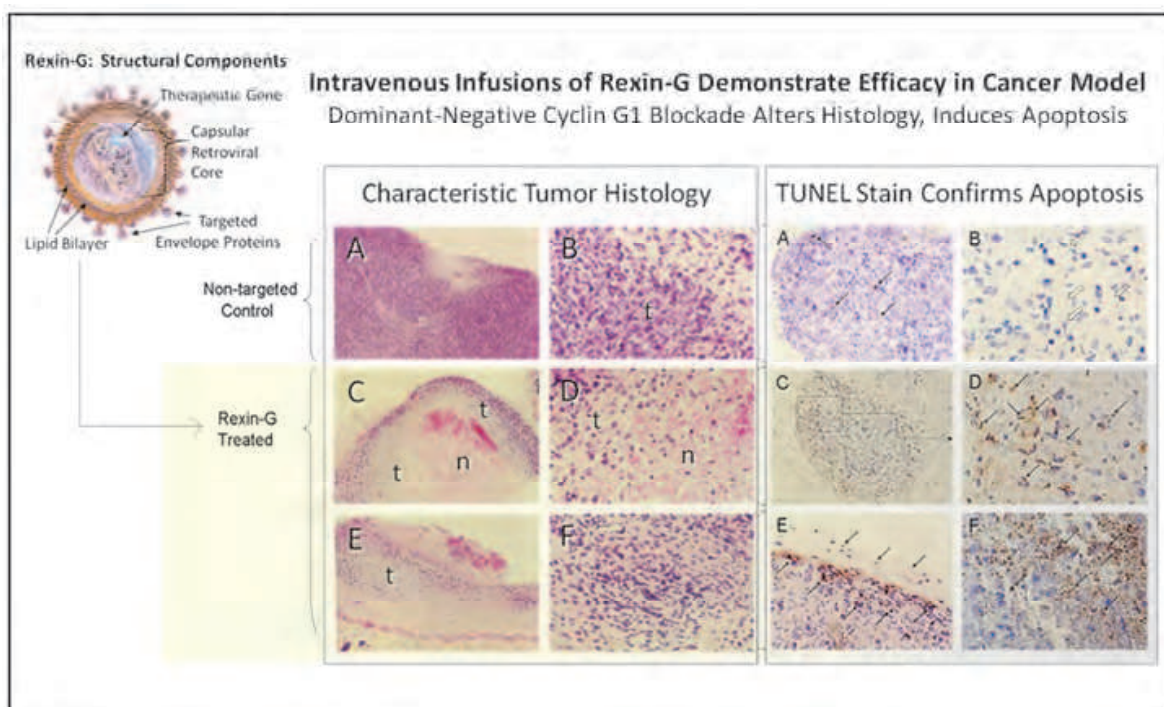 Rexin-G: Structural Components
Therapeutic Gene
Capsular
Retroviral
Core
Targeted
Envelope Proteins
Lipid Bilayer
Intravenous Infusions of Rexin-G Demonstrate Efficacy in Cancer Model
Dominant-Negative Cyclin G1 Blockade Alters Histology, Induces Apoptosis
Characteristic Tumor Histology
TUNEL Stain Confirms Apoptosis
Non-targeted
Control
A
B
t
A
B
Rexin-G
Treated
C
t
n
t
D
t
n
C
D
E
t
F
E
F